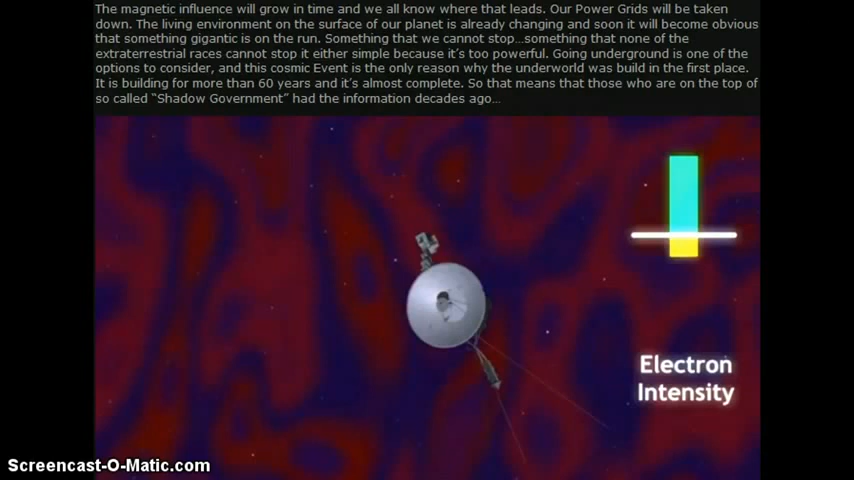 The magnetic influence will grow in time and we all know where that leads. Our Power Grids will be taken
down. The living environment on the surface of our planet is already changing and soon it will become obvious
that something gigantic is on the run. Something that we cannot stop...something that none of the
extraterrestrial races cannot stop it either simple because it's too powerful. Going underground is one of the
options to consider, and this cosmic Event is the only reason why the underworld was build in the first place.
It is building for more than 60 years and it's almost complete. So that means that those who are on the top of
so called "Shadow Government" had the information decades ago...
Electron
Intensity
Screencast-O-Matic.com